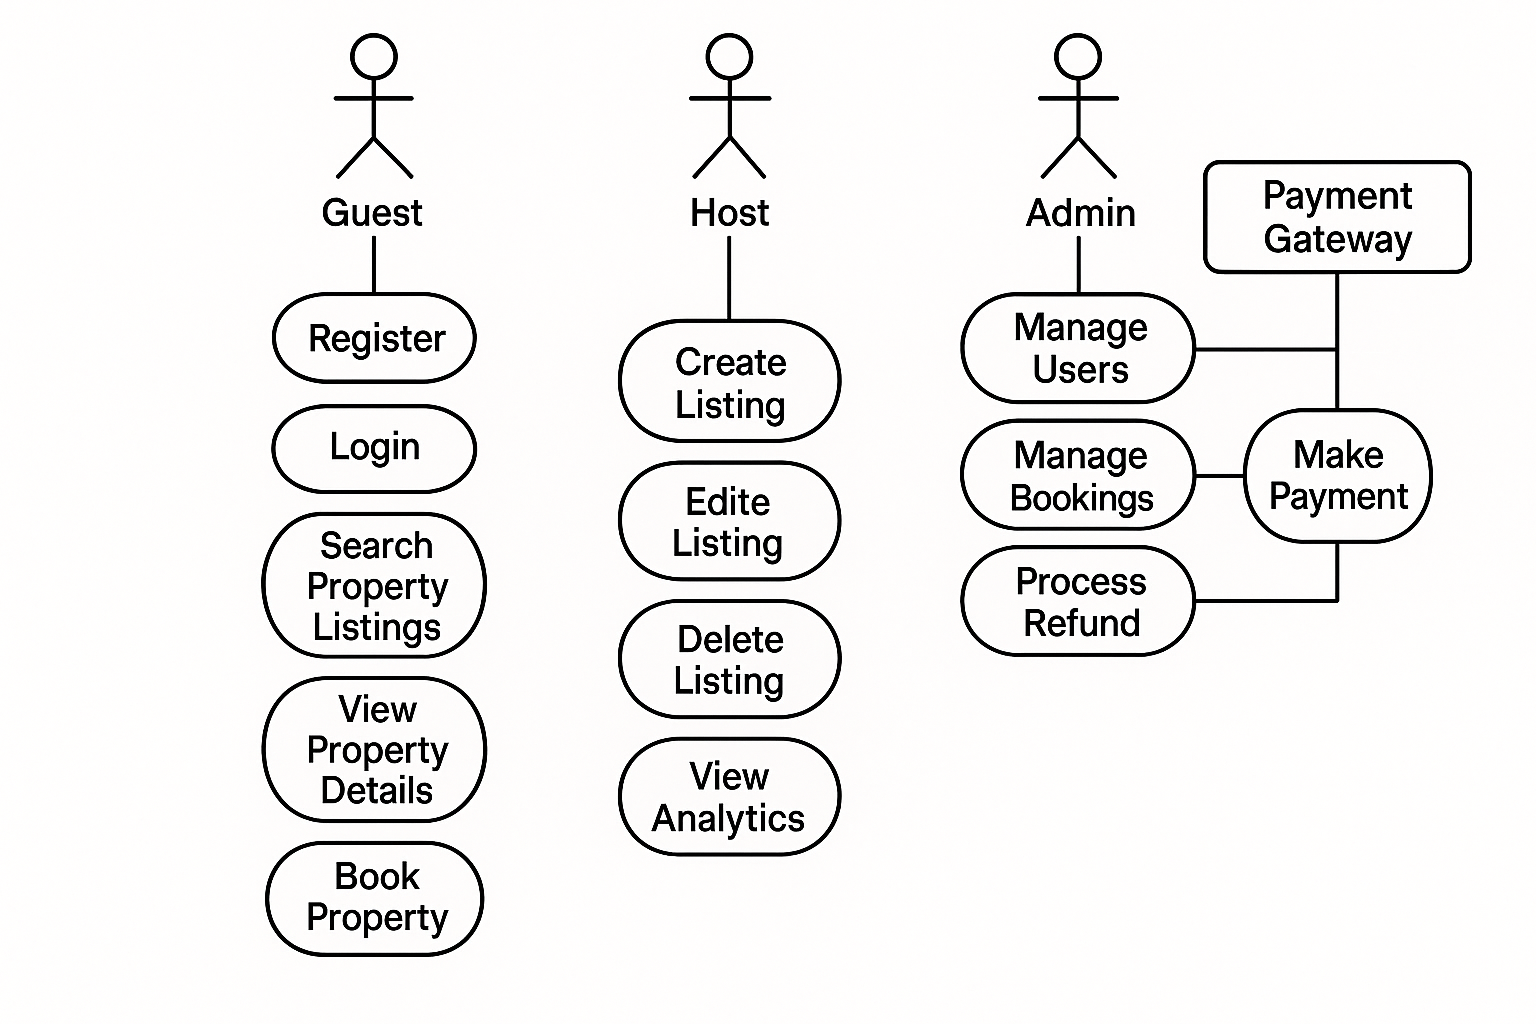 Guest
Register
Login
Search
Property
Listings
View
Property
Details
Book
Property
Host
Create
Listing
Edite
Listing
Delete
Listing
View
Analytics
Admin
Manage
Users
Manage
Bookings
Process
Refund
Payment
Gateway
Make
Payment